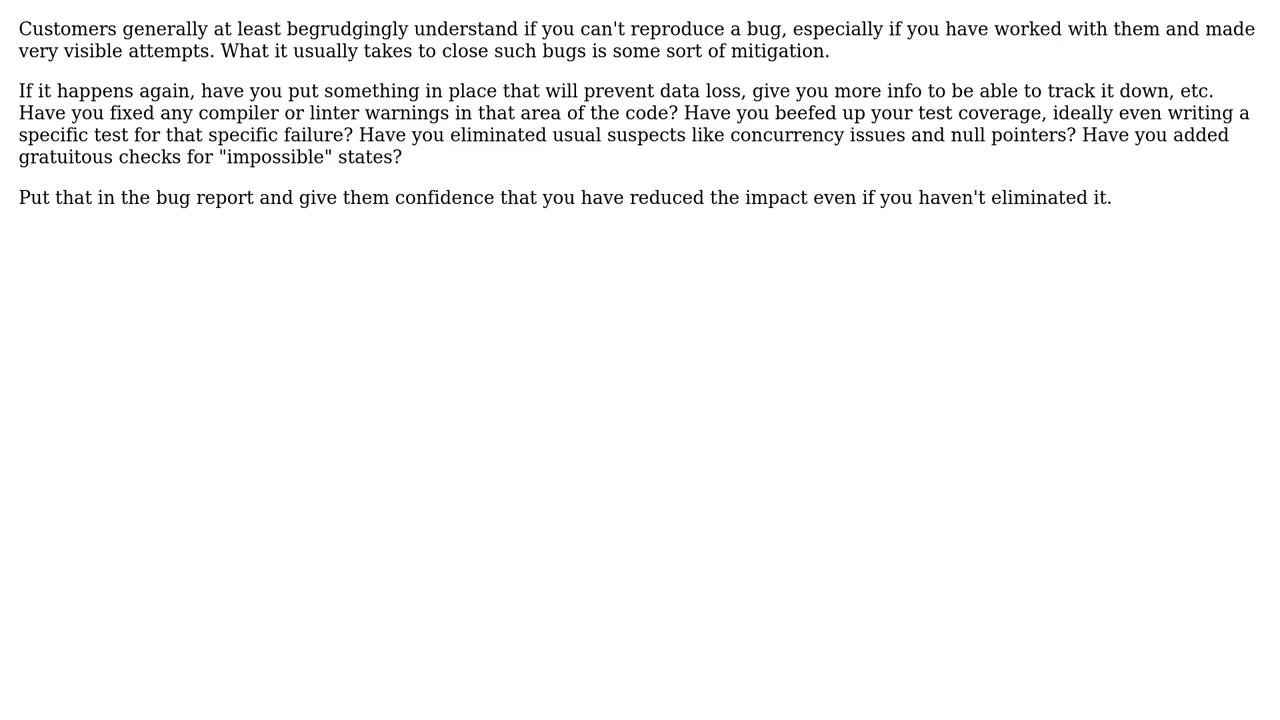 Customers generally at least begrudgingly understand if you can't reproduce a bug, especially if you have worked with them and made
very visible attempts. What it usually takes to close such bugs is some sort of mitigation.
If it happens again, have you put something in place that will prevent data loss, give you more info to be able to track it down, etc.
Have you fixed any compiler or linter warnings in that area of the code? Have you beefed up your test coverage, ideally even writing a
specific test for that specific failure? Have you eliminated usual suspects like concurrency issues and null pointers? Have you added
gratuitous checks for "impossible" states?
Put that in the bug report and give them confidence that you have reduced the impact even if you haven't eliminated it.